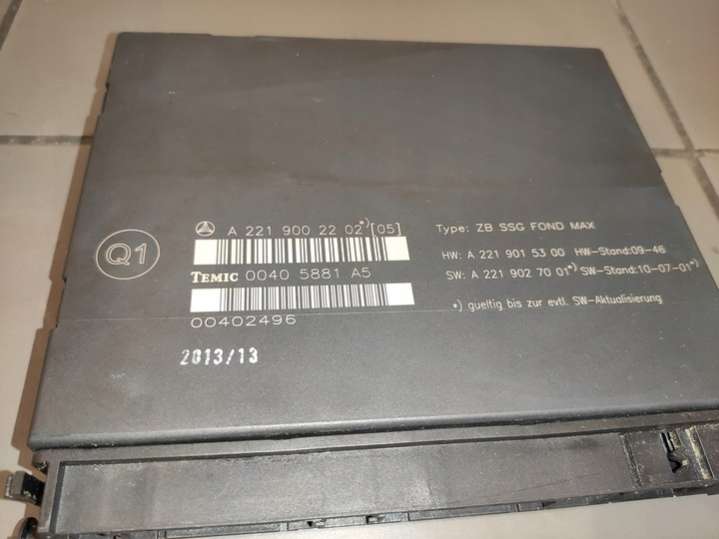 Q1
A 221 900 22 02*)[05]
TEMIC 0040 5881 A5
00402496
2013/13
Type: ZB SSG FOND MAX
HW: A 221 901 53 00 HW-Stand:09-46
SW: A 221 902 70 01*) SW-Stand:10-07-01*)
*) gueltig bis zur evtl. SW-Aktualisierung